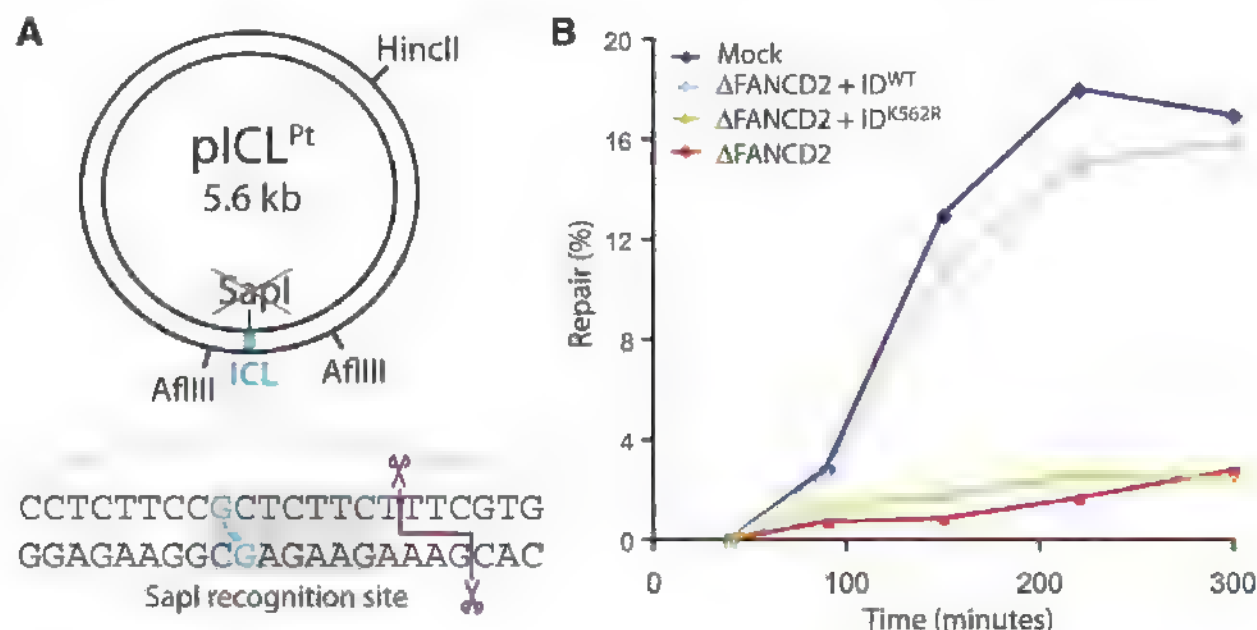 A
HincII
pICLPt
5.6 kb
SapI
AflIII
ICL
AflIII
CCTCTTCCGCTCTTCTTTCGTG
GGAGAAGGCGAGAAGAAAGCAC
SapI recognition site
B
Mock
ΔFANCD2 + IDWT
ΔFANCD2 + IDK562R
ΔFANCD2
Repair (%)
20
16
12
8
4
0
0
100
200
300
Time (minutes)